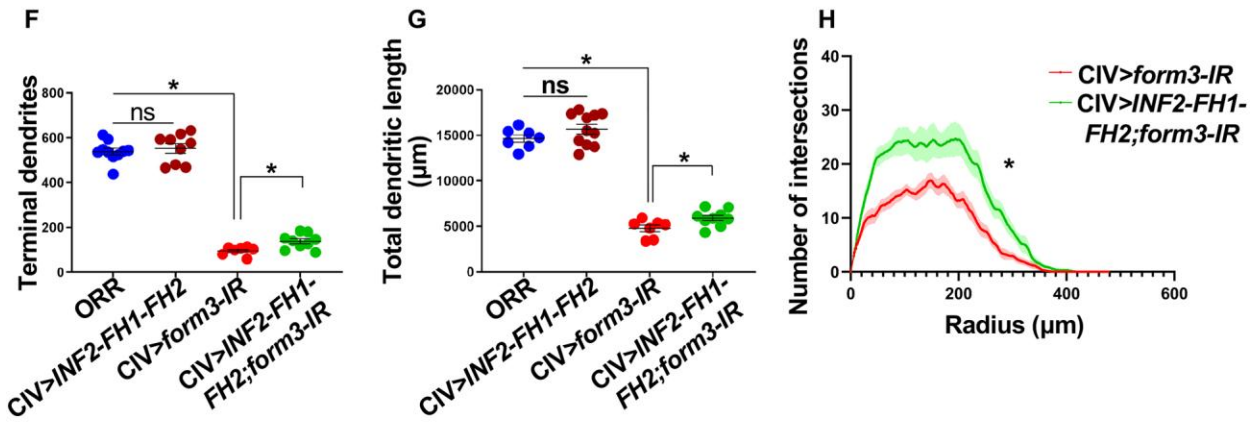 F
Terminal dendrites
800
600
400
200
0
*
ns
*
ORR
CIV>INF2-FH1-FH2
CIV>form3-IR
CIV>INF2-FH1-
FH2;form3-IR
G
Total dendritic length
(µm)
20000
15000
10000
5000
0
*
ns
*
ORR
CIV>INF2-FH1-FH2
CIV>form3-IR
CIV>INF2-FH1-
FH2;form3-IR
H
Number of intersections
40
30
20
10
0
0 200 400 600
Radius (µm)
*
CIV>form3-IR
CIV>INF2-FH1-
FH2;form3-IR